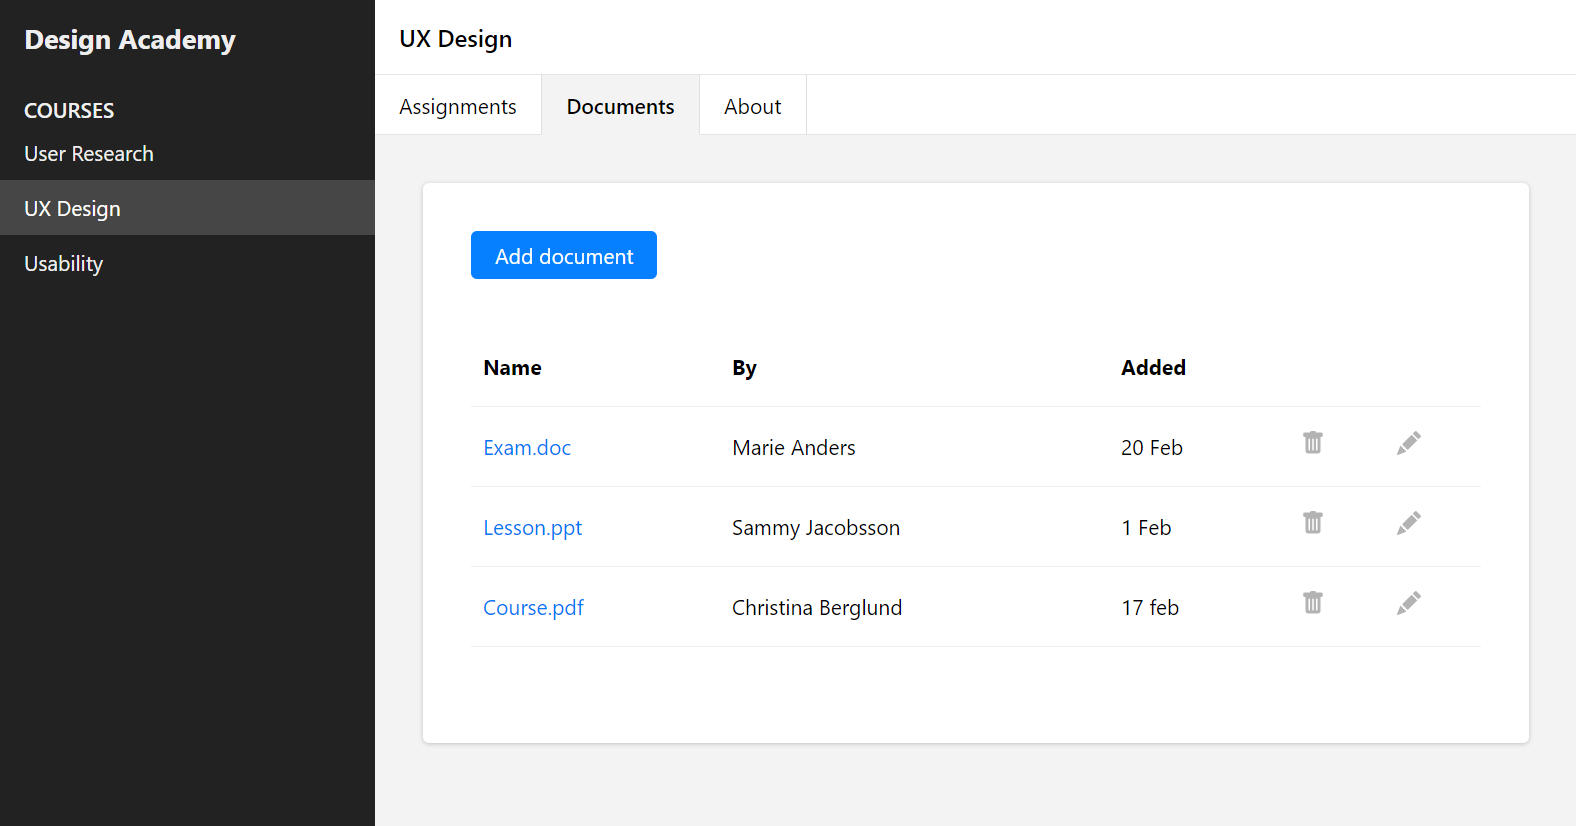 Design Academy
COURSES
User Research
UX Design
Usability
UX Design
Assignments Documents About
Add document
Name By Added
Exam.doc Marie Anders 20 Feb
Lesson.ppt Sammy Jacobsson 1 Feb
Course.pdf Christina Berglund 17 feb